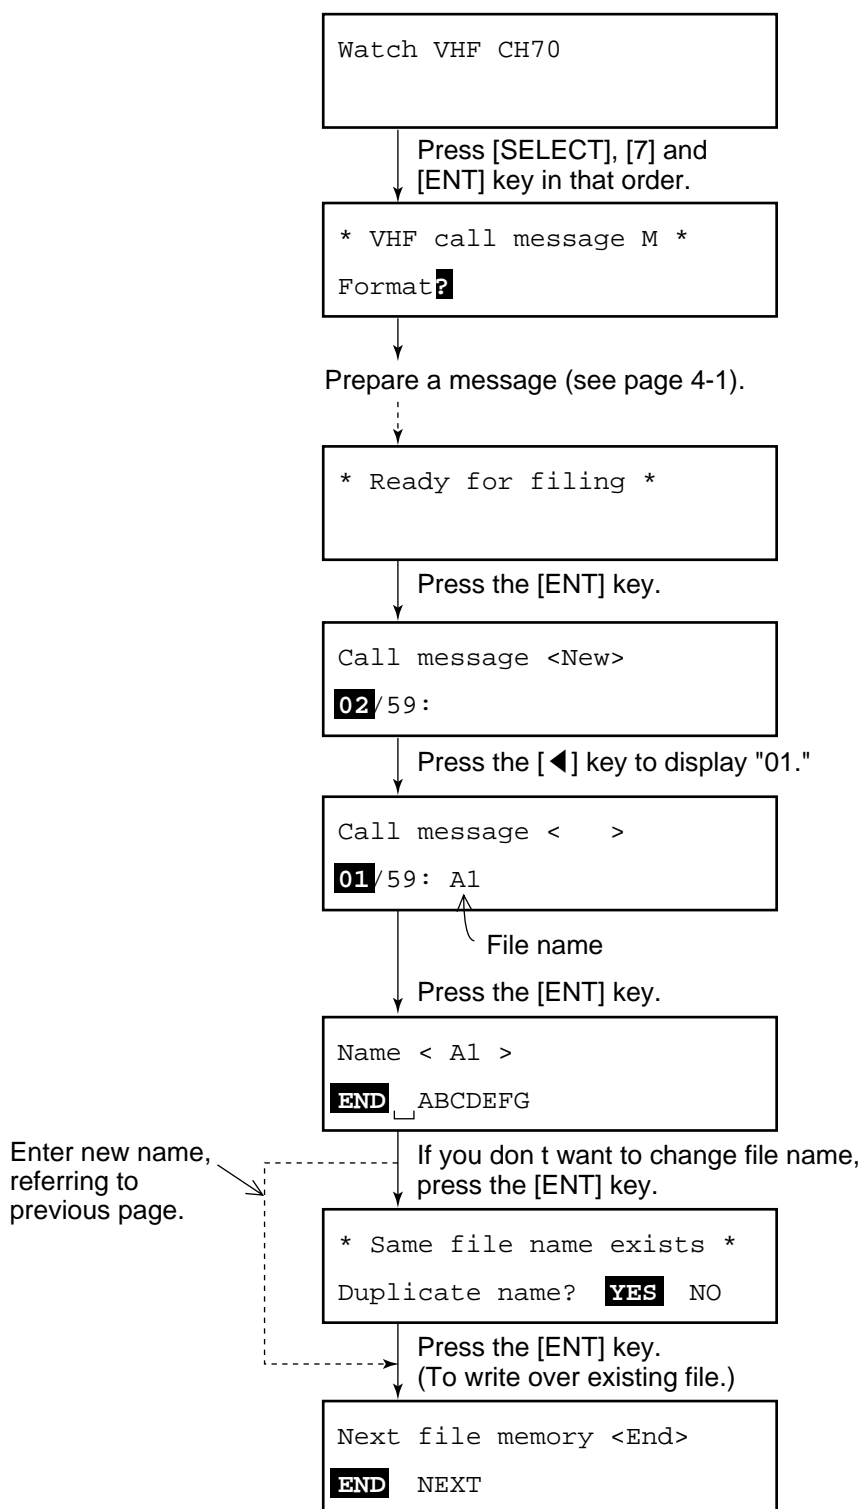 Watch VHF CH70
Press [SELECT], [7] and
[ENT] key in that order.
* VHF call message M *
Format?
Prepare a message (see page 4-1).
* Ready for filing *
Press the [ENT] key.
Call message <New>
02/59:
Press the [◀] key to display "01."
Call message <   >
01/59: A1
File name
Press the [ENT] key.
Name < A1 >
END ␣ABCDEFG
Enter new name,
referring to
previous page.
If you don t want to change file name,
press the [ENT] key.
* Same file name exists *
Duplicate name? YES NO
Press the [ENT] key.
(To write over existing file.)
Next file memory <End>
END NEXT